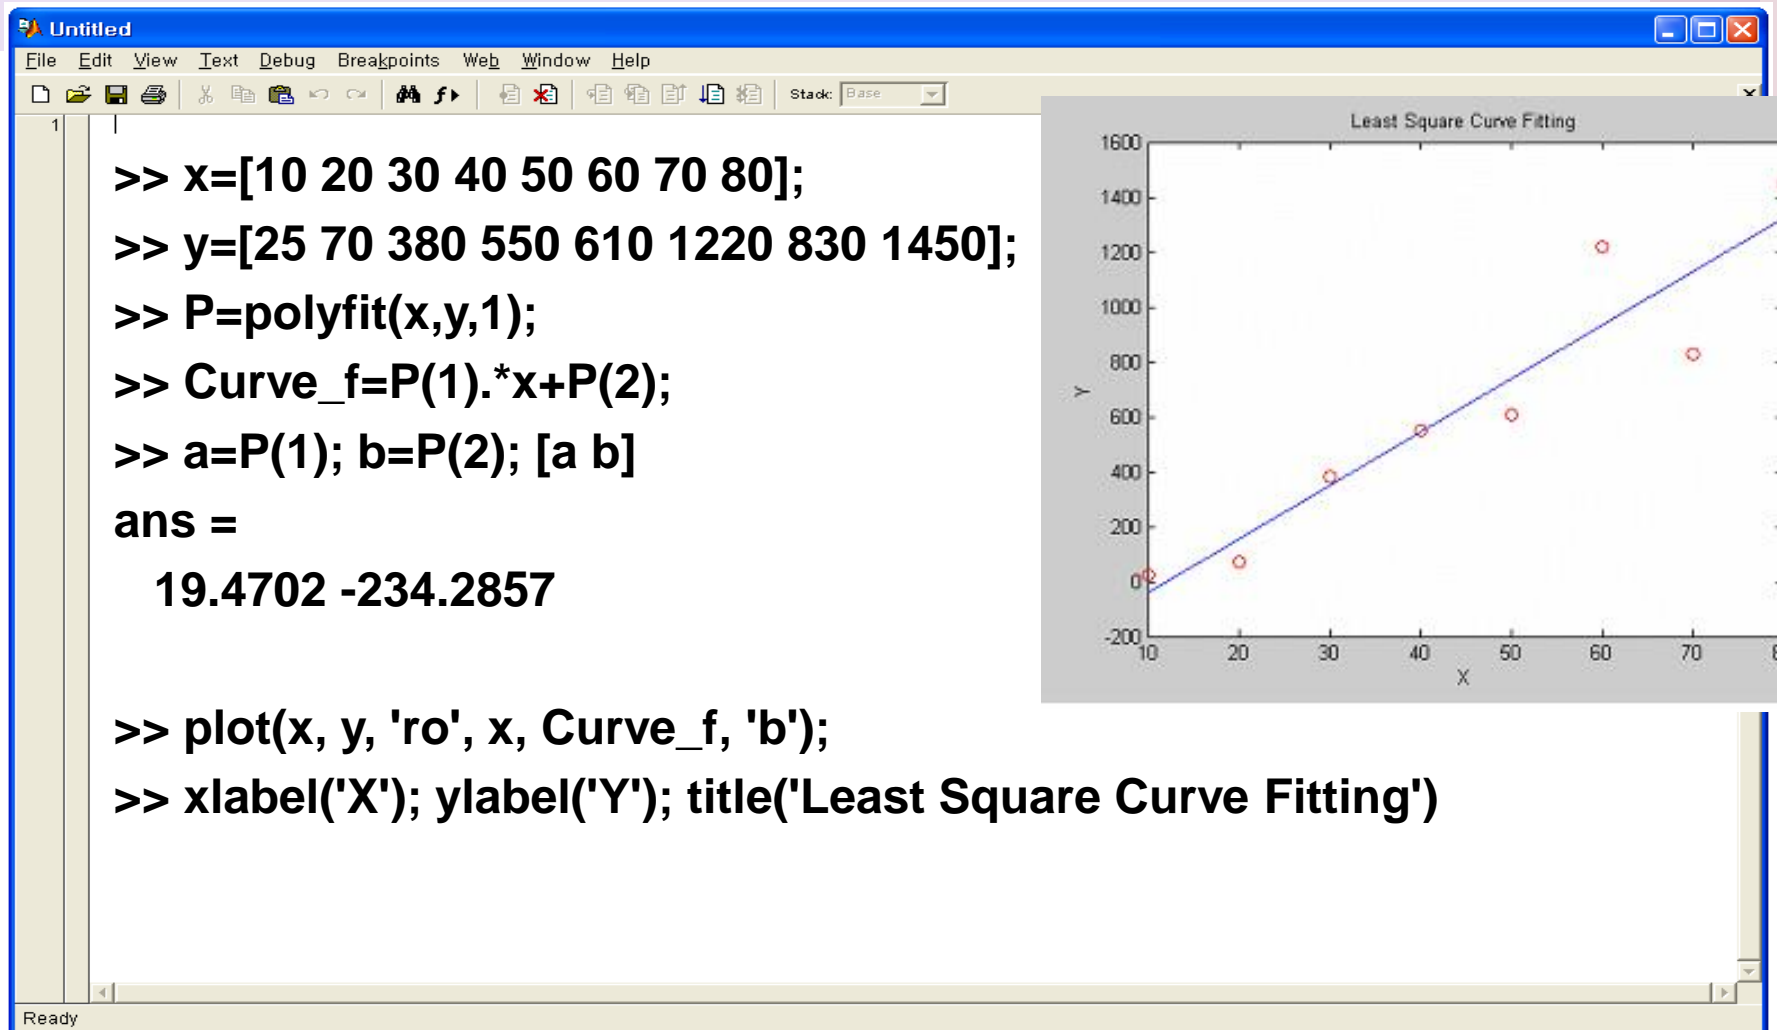 Untitled
File Edit View Text Debug Breakpoints Web Window Help
Stack: Base
1
>> x=[10 20 30 40 50 60 70 80];
>> y=[25 70 380 550 610 1220 830 1450];
>> P=polyfit(x,y,1);
>> Curve_f=P(1).*x+P(2);
>> a=P(1); b=P(2); [a b]
ans =
19.4702 -234.2857
>> plot(x, y, 'ro', x, Curve_f, 'b');
>> xlabel('X'); ylabel('Y'); title('Least Square Curve Fitting')
Least Square Curve Fitting
1600
1400
1200
1000
800
600
400
200
0
-200
Y
10 20 30 40 50 60 70
X
Ready